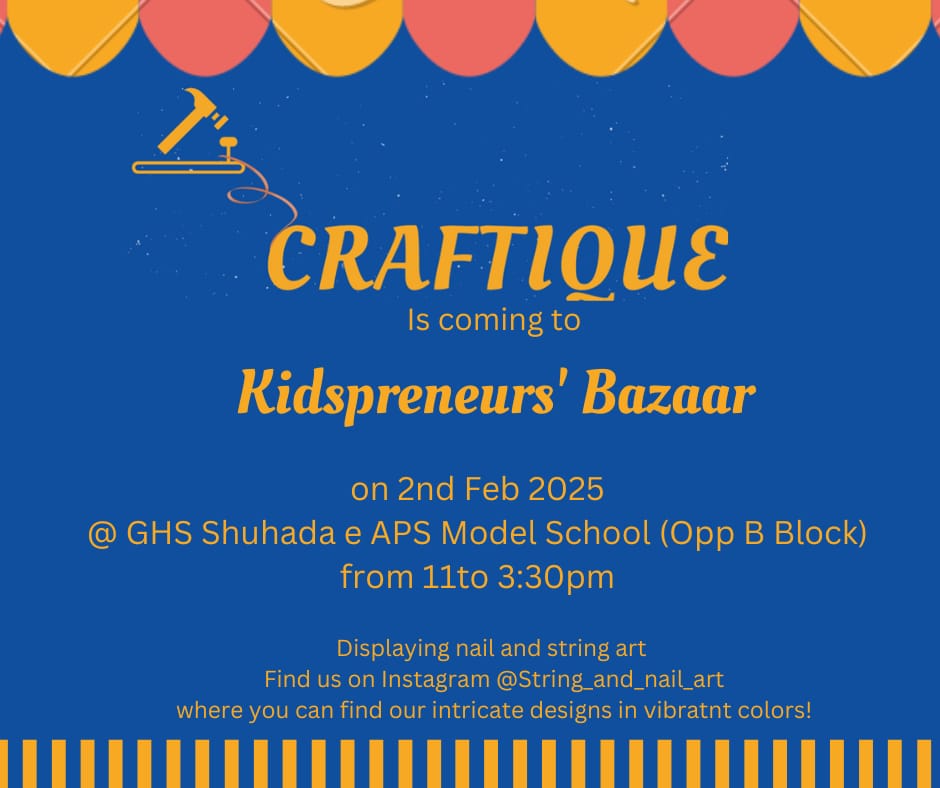 CRAFTIQUE
Is coming to
Kidspreneurs' Bazaar
on 2nd Feb 2025
@ GHS Shuhada e APS Model School (Opp B Block)
from 11to 3:30pm
Displaying nail and string art
Find us on Instagram @String_and_nail_art
where you can find our intricate designs in vibratnt colors!